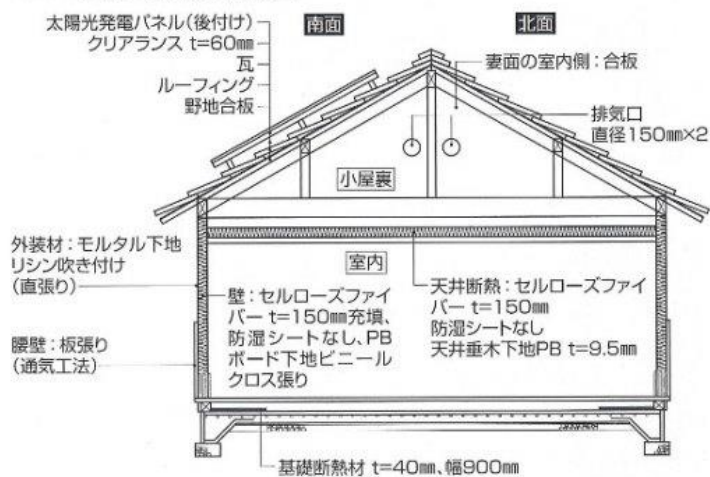 太陽光発電パネル(後付け)
クリアランス t=60㎜
瓦
ルーフィング
野地合板
南面
北面
妻面の室内側：合板
排気口
直径150㎜×2
小屋裏
外装材：モルタル下地
リシン吹き付け
(直張り)
腰壁：板張り
(通気工法)
室内
壁：セルローズファイ
バー t=150㎜充填、
防湿シートなし、PB
ボード下地ビニール
クロス張り
天井断熱：セルローズファイ
バー t=150㎜
防湿シートなし
天井垂木下地PB t=9.5㎜
基礎断熱材 t=40㎜、幅900㎜